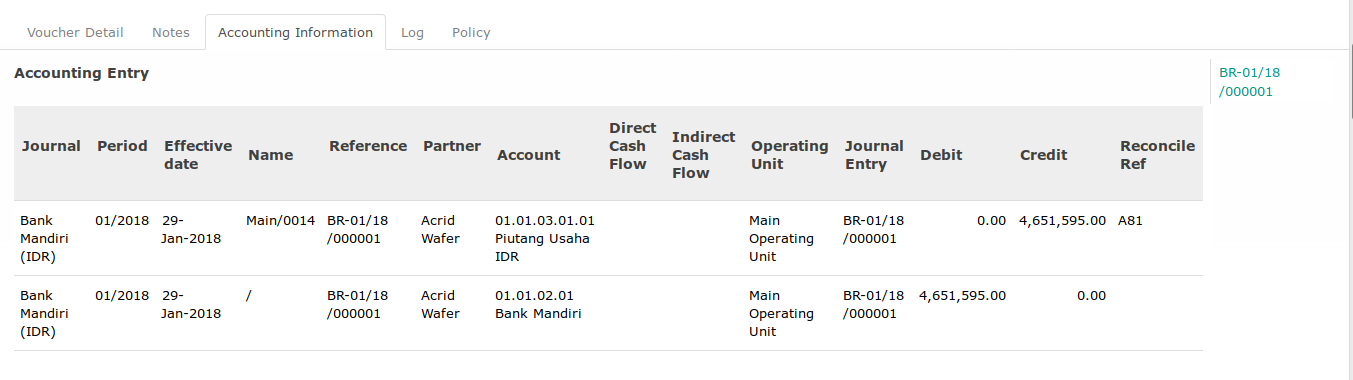 Voucher Detail Notes Accounting Information Log Policy
Accounting Entry
BR-01/18
/000001
Journal Period Effective date Name Reference Partner Account Direct Cash Flow Indirect Cash Flow Operating Unit Journal Entry Debit Credit Reconcile Ref
Bank 01/2018 29- Main/0014 BR-01/18 Acrid 01.01.03.01.01 Main BR-01/18 0.00 4,651,595.00 A81
Mandiri Jan-2018 /000001 Wafer Piutang Usaha Operating /000001
(IDR) IDR Unit
Bank 01/2018 29- / BR-01/18 Acrid 01.01.02.01 Main BR-01/18 4,651,595.00 0.00
Mandiri Jan-2018 /000001 Wafer Bank Mandiri Operating /000001
(IDR) Unit